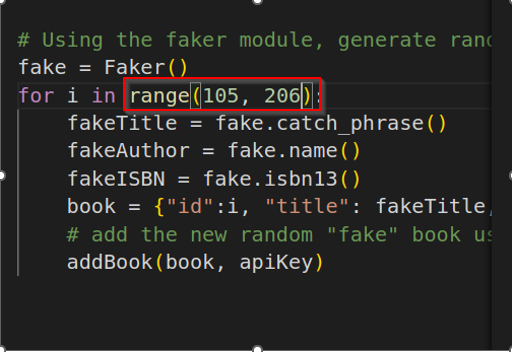 # Using the faker module, generate rand
fake = Faker()
for i in range(105, 206):
    fakeTitle = fake.catch_phrase()
    fakeAuthor = fake.name()
    fakeISBN = fake.isbn13()
    book = {"id":i, "title": fakeTitle,
    # add the new random "fake" book us
    addBook(book, apiKey)